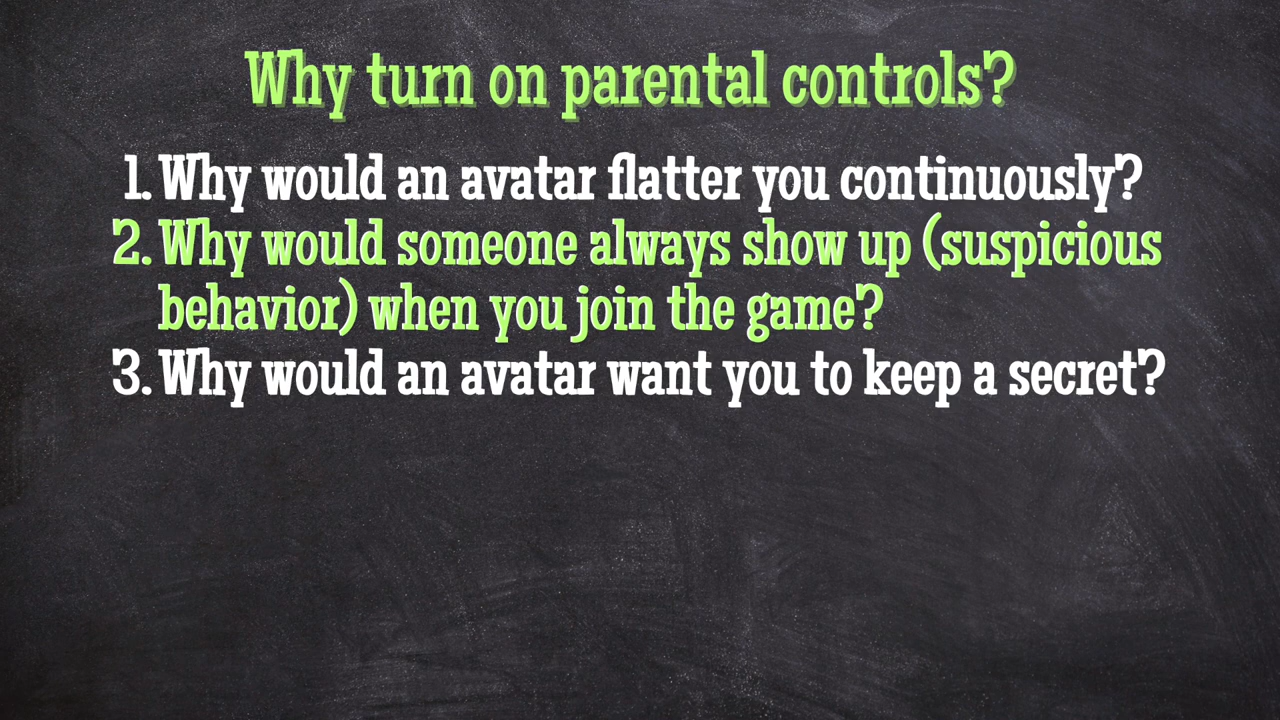 Why turn on parental controls?
1. Why would an avatar flatter you continuously?
2. Why would someone always show up (suspicious
behavior) when you join the game?
3. Why would an avatar want you to keep a secret?